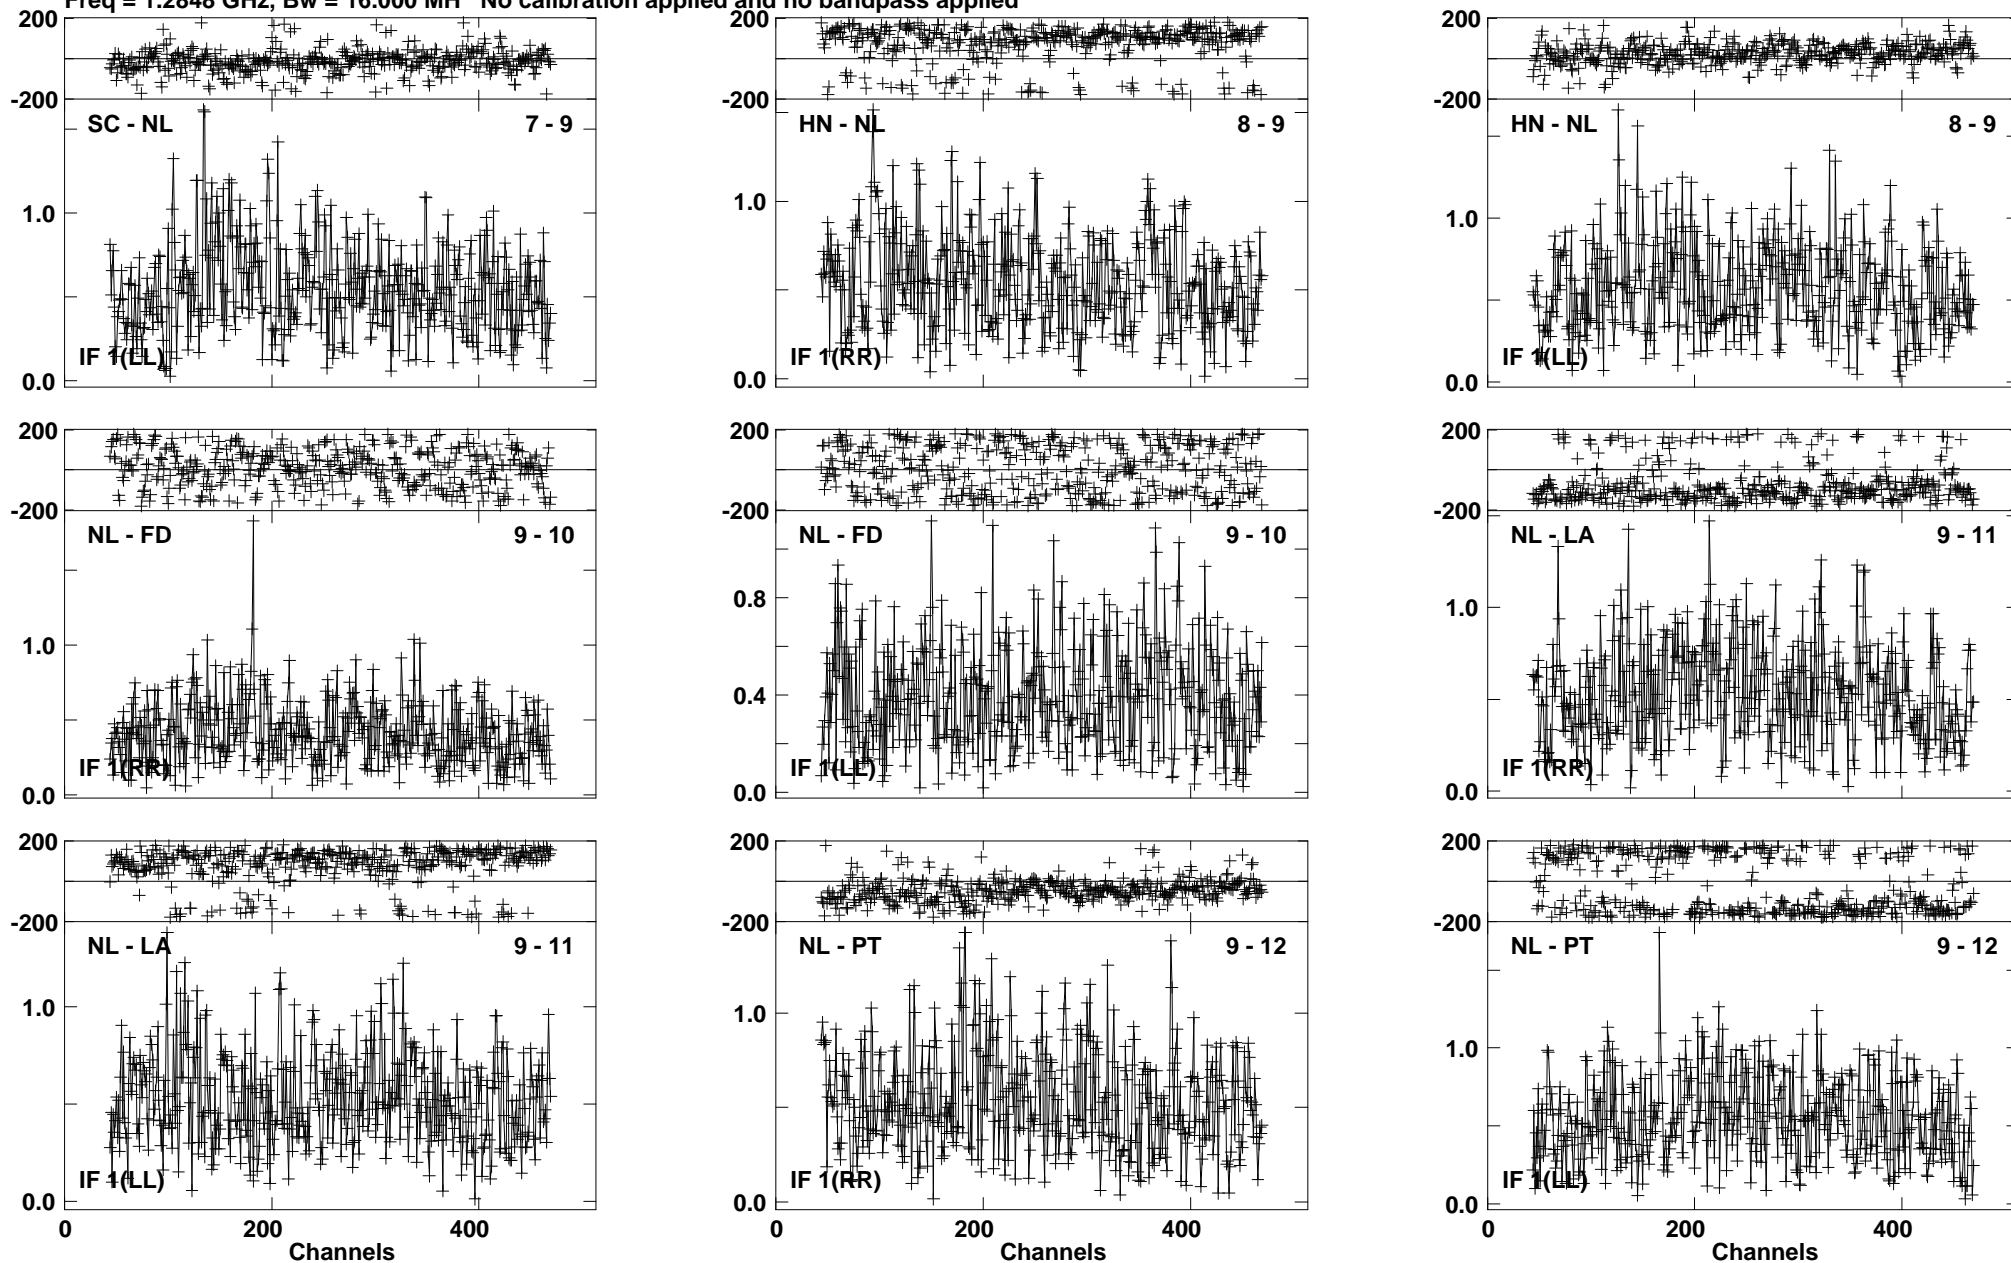 Freq = 1.2848 GHz, Bw = 16.000 MH No calibration applied and no bandpass applied
200 200 200
-200 -200 -200
SC - NL 7 - 9 HN - NL 8 - 9 HN - NL 8 - 9
1.0 1.0 1.0
IF 1(LL) IF 1(RR) IF 1(LL)
0.0 0.0 0.0
200 200 200
-200 -200 -200
NL - FD 9 - 10 NL - FD 9 - 10 NL - LA 9 - 11
0.8
1.0 1.0
0.4
IF 1(RR) IF 1(LL) IF 1(RR)
0.0 0.0 0.0
200 200 200
-200 -200 -200
NL - LA 9 - 11 NL - PT 9 - 12 NL - PT 9 - 12
1.0 1.0 1.0
IF 1(LL) IF 1(RR) IF 1(LL)
0.0 0.0 0.0
0 200 400 200 400 0 200 400
Channels Channels